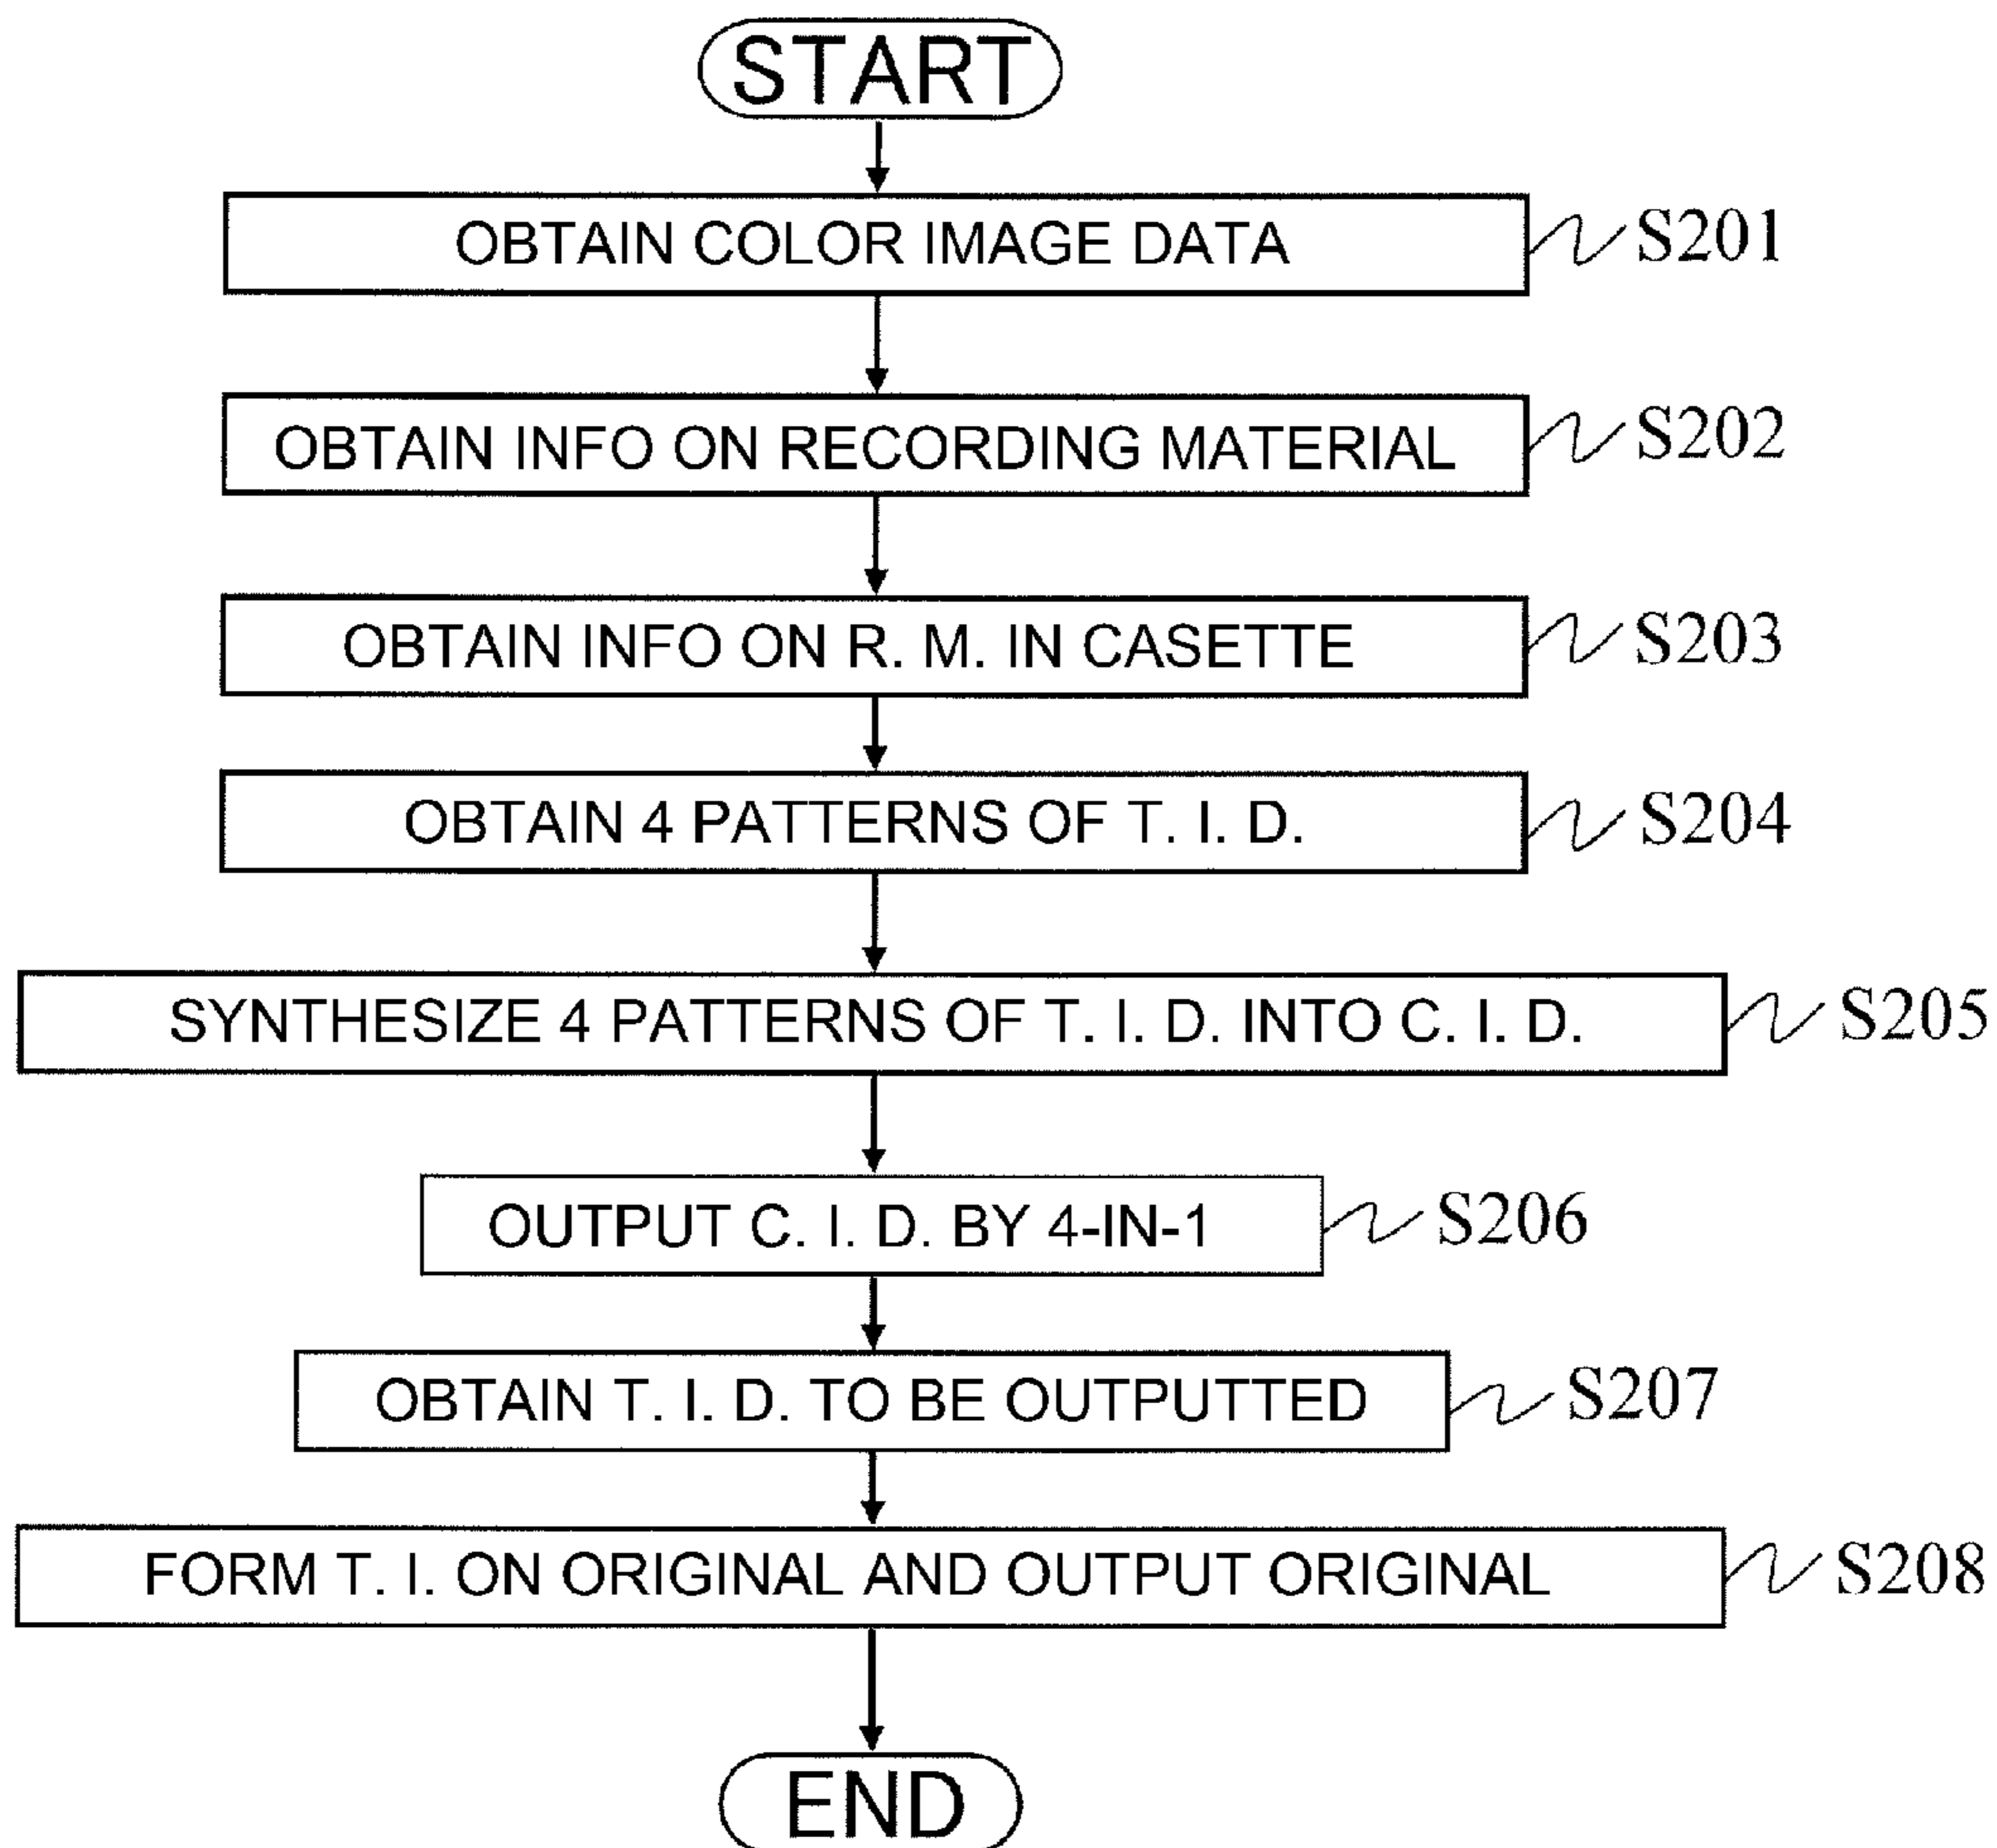 START
OBTAIN COLOR IMAGE DATA S201
OBTAIN INFO ON RECORDING MATERIAL S202
OBTAIN INFO ON R. M. IN CASETTE S203
OBTAIN 4 PATTERNS OF T. I. D. S204
SYNTHESIZE 4 PATTERNS OF T. I. D. INTO C. I. D. S205
OUTPUT C. I. D. BY 4-IN-1 S206
OBTAIN T. I. D. TO BE OUTPUTTED S207
FORM T. I. ON ORIGINAL AND OUTPUT ORIGINAL S208
END